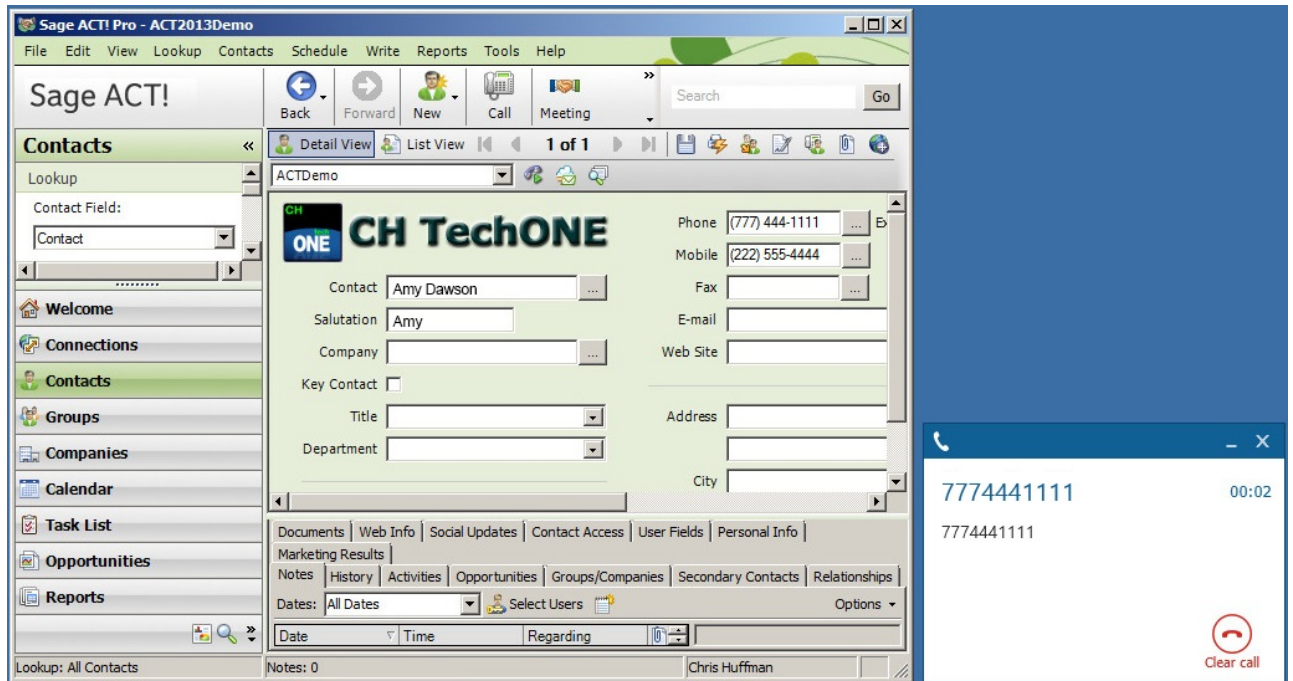 Sage ACT! Pro - ACT2013Demo
File Edit View Lookup Contacts Schedule Write Reports Tools Help
Sage ACT!
Back Forward New Call Meeting
»
Search
Go
Contacts «
Detail View List View 1 of 1
Lookup
ACTDemo
Contact Field:
Contact
CH
ONE
tech
CH TechONE
Phone (777) 444-1111 ... E
Mobile (222) 555-4444 ...
Contact Amy Dawson ...
Fax ...
Salutation Amy
E-mail
Company ...
Web Site
Key Contact
Title
Address
Department
City
Welcome
Connections
Contacts
Groups
Companies
Calendar
Task List
Opportunities
Reports
»
Documents Web Info Social Updates Contact Access User Fields Personal Info
Marketing Results
Notes History Activities Opportunities Groups/Companies Secondary Contacts Relationships
Dates: All Dates Select Users Options
Date Time Regarding
Lookup: All Contacts Notes: 0 Chris Huffman
7774441111 00:02
7774441111
Clear call